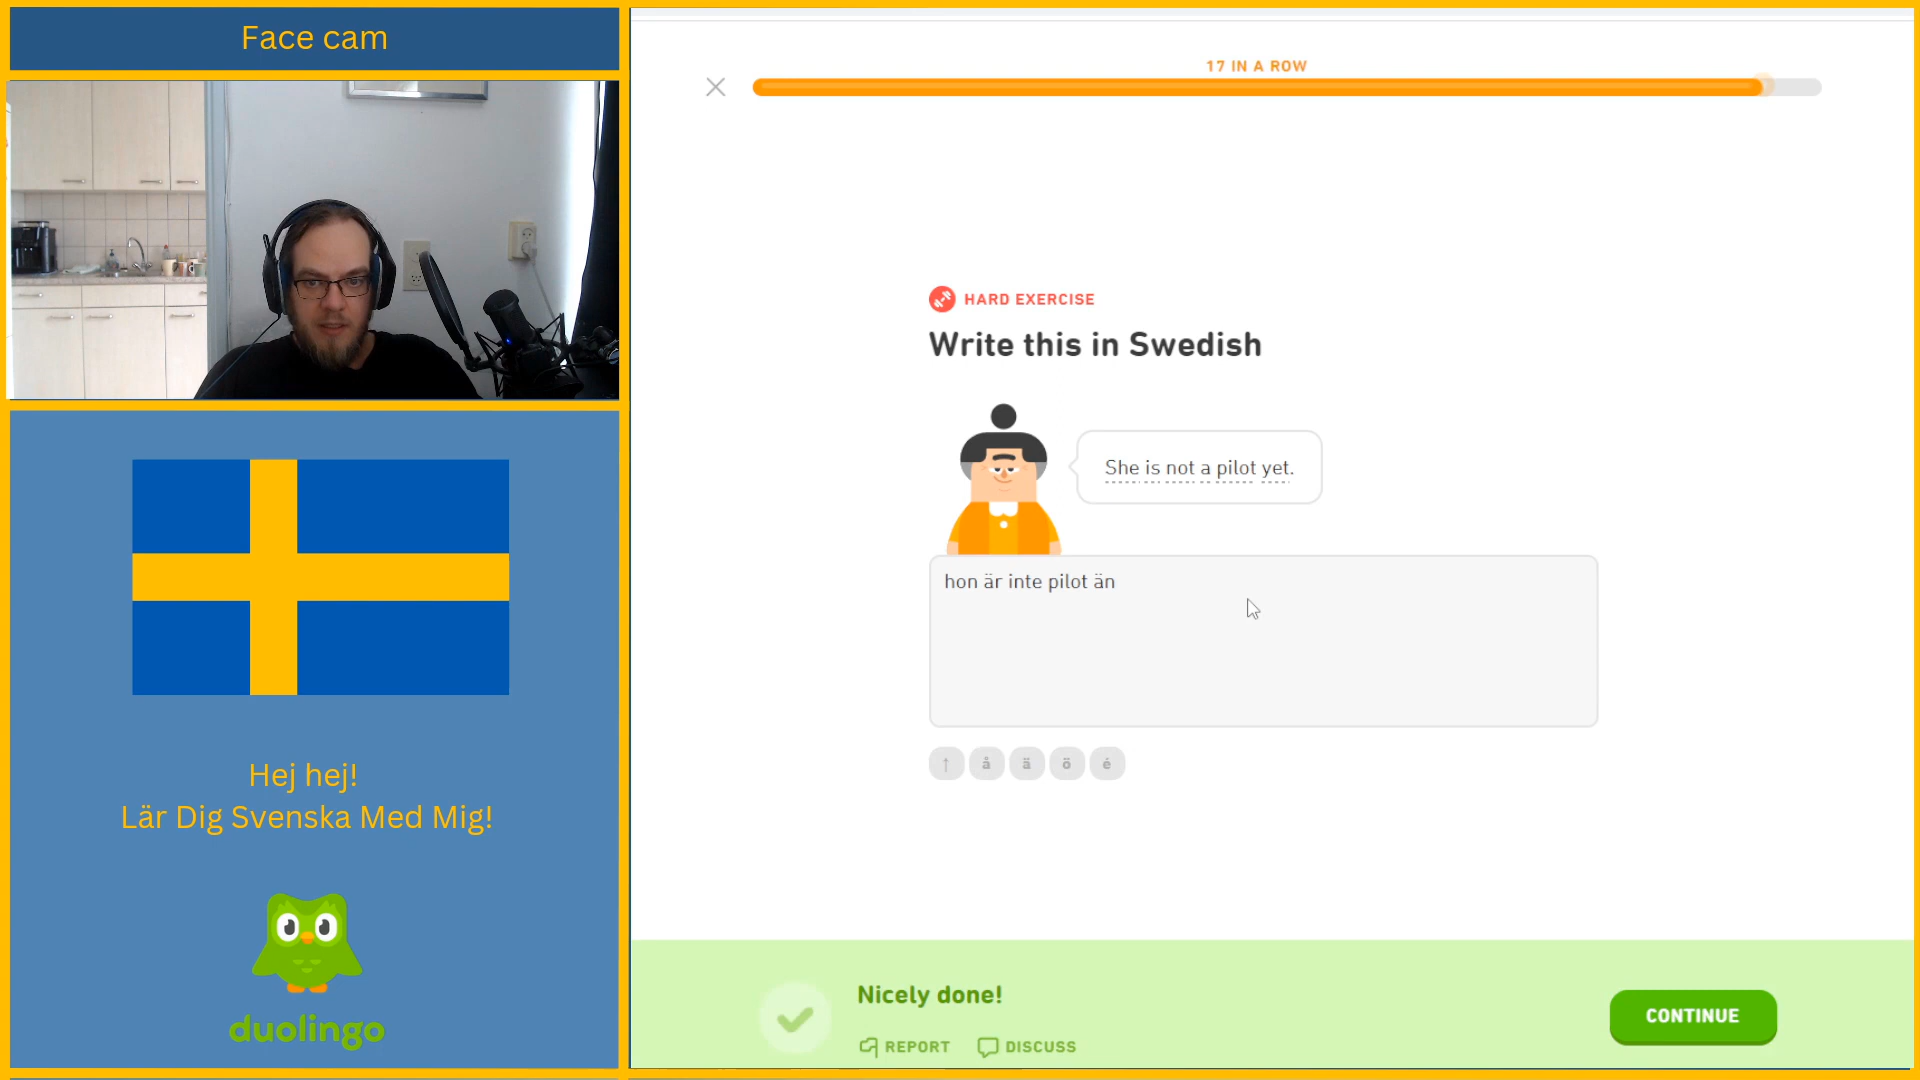 Face cam
Hej hej!
Lär Dig Svenska Med Mig!
duolingo
17 IN A ROW
HARD EXERCISE
Write this in Swedish
She is not a pilot yet.
hon är inte pilot än
↑ å ä ö é
Nicely done!
REPORT DISCUSS
CONTINUE